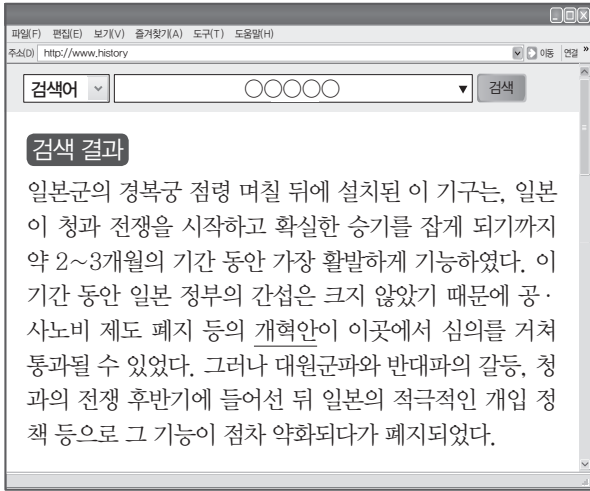 파일(F) 편집(E) 보기(V) 즐겨찾기(A) 도구(T) 도움말(H)
주소(D) http://www.history 이동 연결 »
검색어 ○○○○○ 검색
검색 결과
일본군의 경복궁 점령 며칠 뒤에 설치된 이 기구는, 일본
이 청과 전쟁을 시작하고 확실한 승기를 잡게 되기까지
약 2~3개월의 기간 동안 가장 활발하게 기능하였다. 이
기간 동안 일본 정부의 간섭은 크지 않았기 때문에 공·
사노비 제도 폐지 등의 개혁안이 이곳에서 심의를 거쳐
통과될 수 있었다. 그러나 대원군파와 반대파의 갈등, 청
과의 전쟁 후반기에 들어선 뒤 일본의 적극적인 개입 정
책 등으로 그 기능이 점차 약화되다가 폐지되었다.